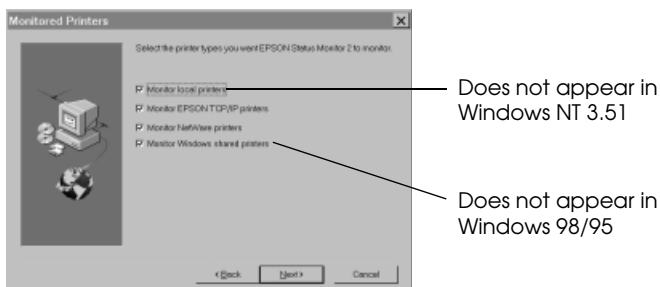 Monitored Printers
Select the printer types you went EPSON Status Monitor 2 to monitor.
Monitor local printers
Monitor EPSON TCP/IP printers
Monitor NetWare printers
Monitor Windows shared printers
Does not appear in
Windows NT 3.51
Does not appear in
Windows 98/95
< Back
Next >
Cancel